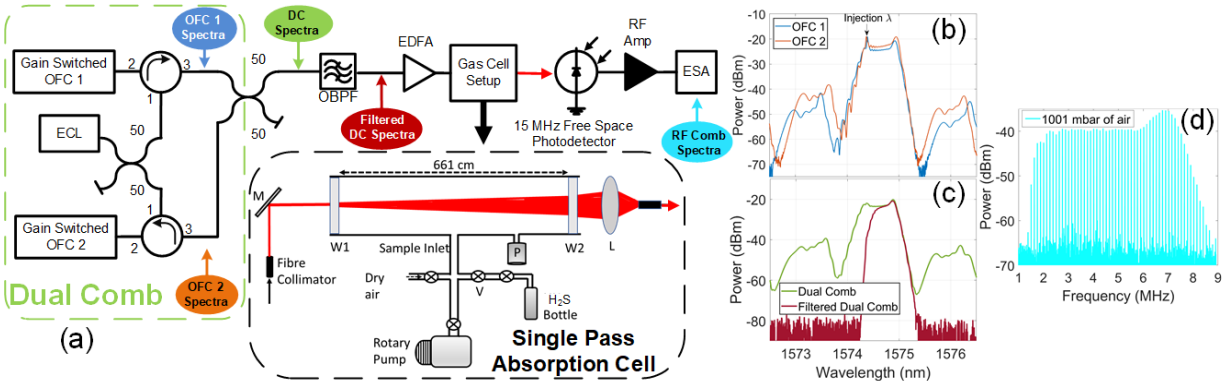 OFC 1
Spectra
DC
Spectra
Gain Switched
OFC 1
2
3
1
50
50
50
50
ECL
1
2
3
Gain Switched
OFC 2
OFC 2
Spectra
Dual Comb
(a)
OBPF
EDFA
Gas Cell
Setup
RF
Amp
ESA
Filtered
DC Spectra
15 MHz Free Space
Photodetector
RF Comb
Spectra
661 cm
M
W1
W2
L
Sample Inlet
P
Fibre
Collimator
Dry
air
V
H2S
Bottle
Rotary
Pump
Single Pass
Absorption Cell
(b)
Injection λ
OFC 1
OFC 2
Power (dBm)
-10
-20
-30
-40
-50
-60
-70
(c)
Power (dBm)
-20
-40
-60
-80
Dual Comb
Filtered Dual Comb
1573
1574
1575
1576
Wavelength (nm)
(d)
1001 mbar of air
Power (dBm)
-40
-50
-60
-70
1
2
3
4
5
6
7
8
9
Frequency (MHz)